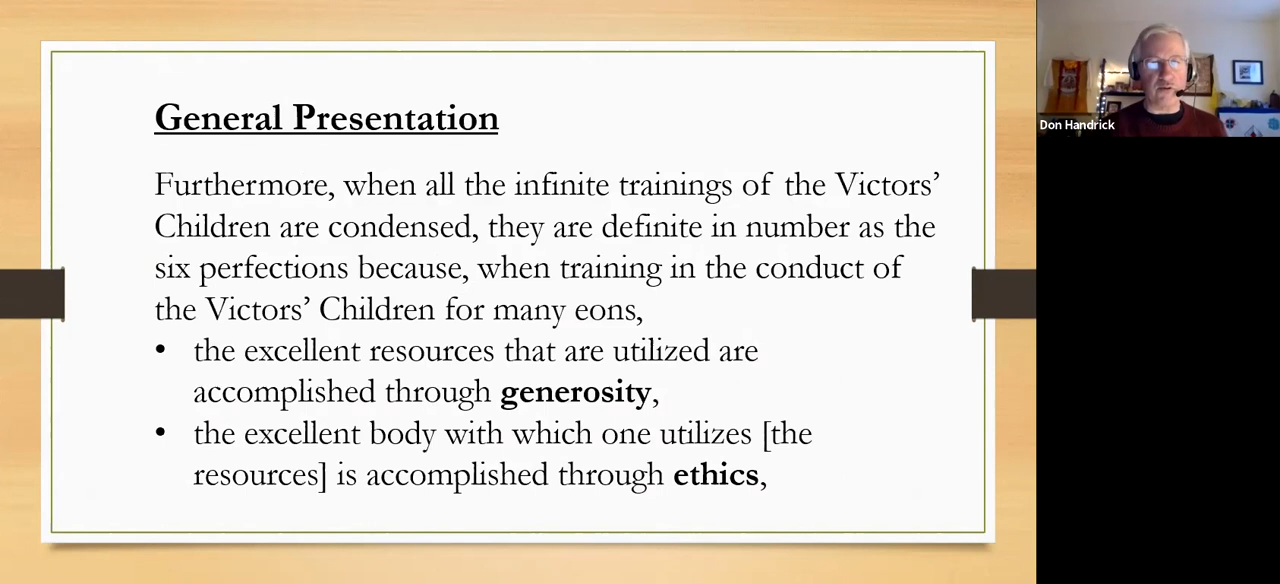 General Presentation
Furthermore, when all the infinite trainings of the Victors’
Children are condensed, they are definite in number as the
six perfections because, when training in the conduct of
the Victors’ Children for many eons,
• the excellent resources that are utilized are
accomplished through generosity,
• the excellent body with which one utilizes [the
resources] is accomplished through ethics,
Don Handrick